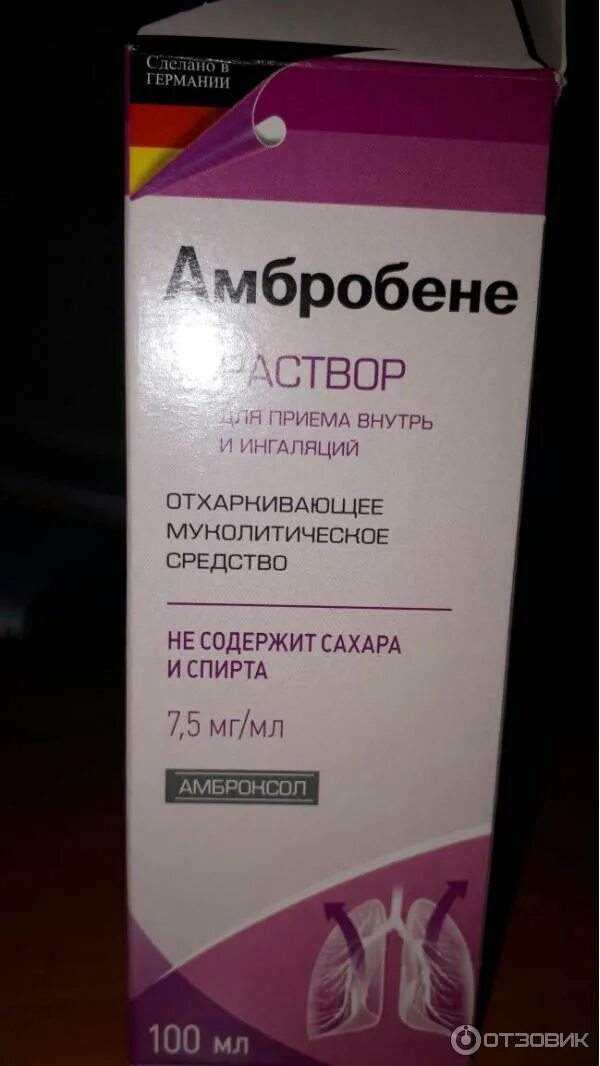 Сделано в
ГЕРМАНИИ
Амбробене
РАСТВОР
ДЛЯ ПРИЕМА ВНУТРЬ
И ИНГАЛЯЦИЙ
ОТХАРКИВАЮЩЕЕ
МУКОЛИТИЧЕСКОЕ
СРЕДСТВО
НЕ СОДЕРЖИТ САХАРА
И СПИРТА
7,5 мг/мл
АМБРОКСОЛ
100 мл
ОТЗОВИК